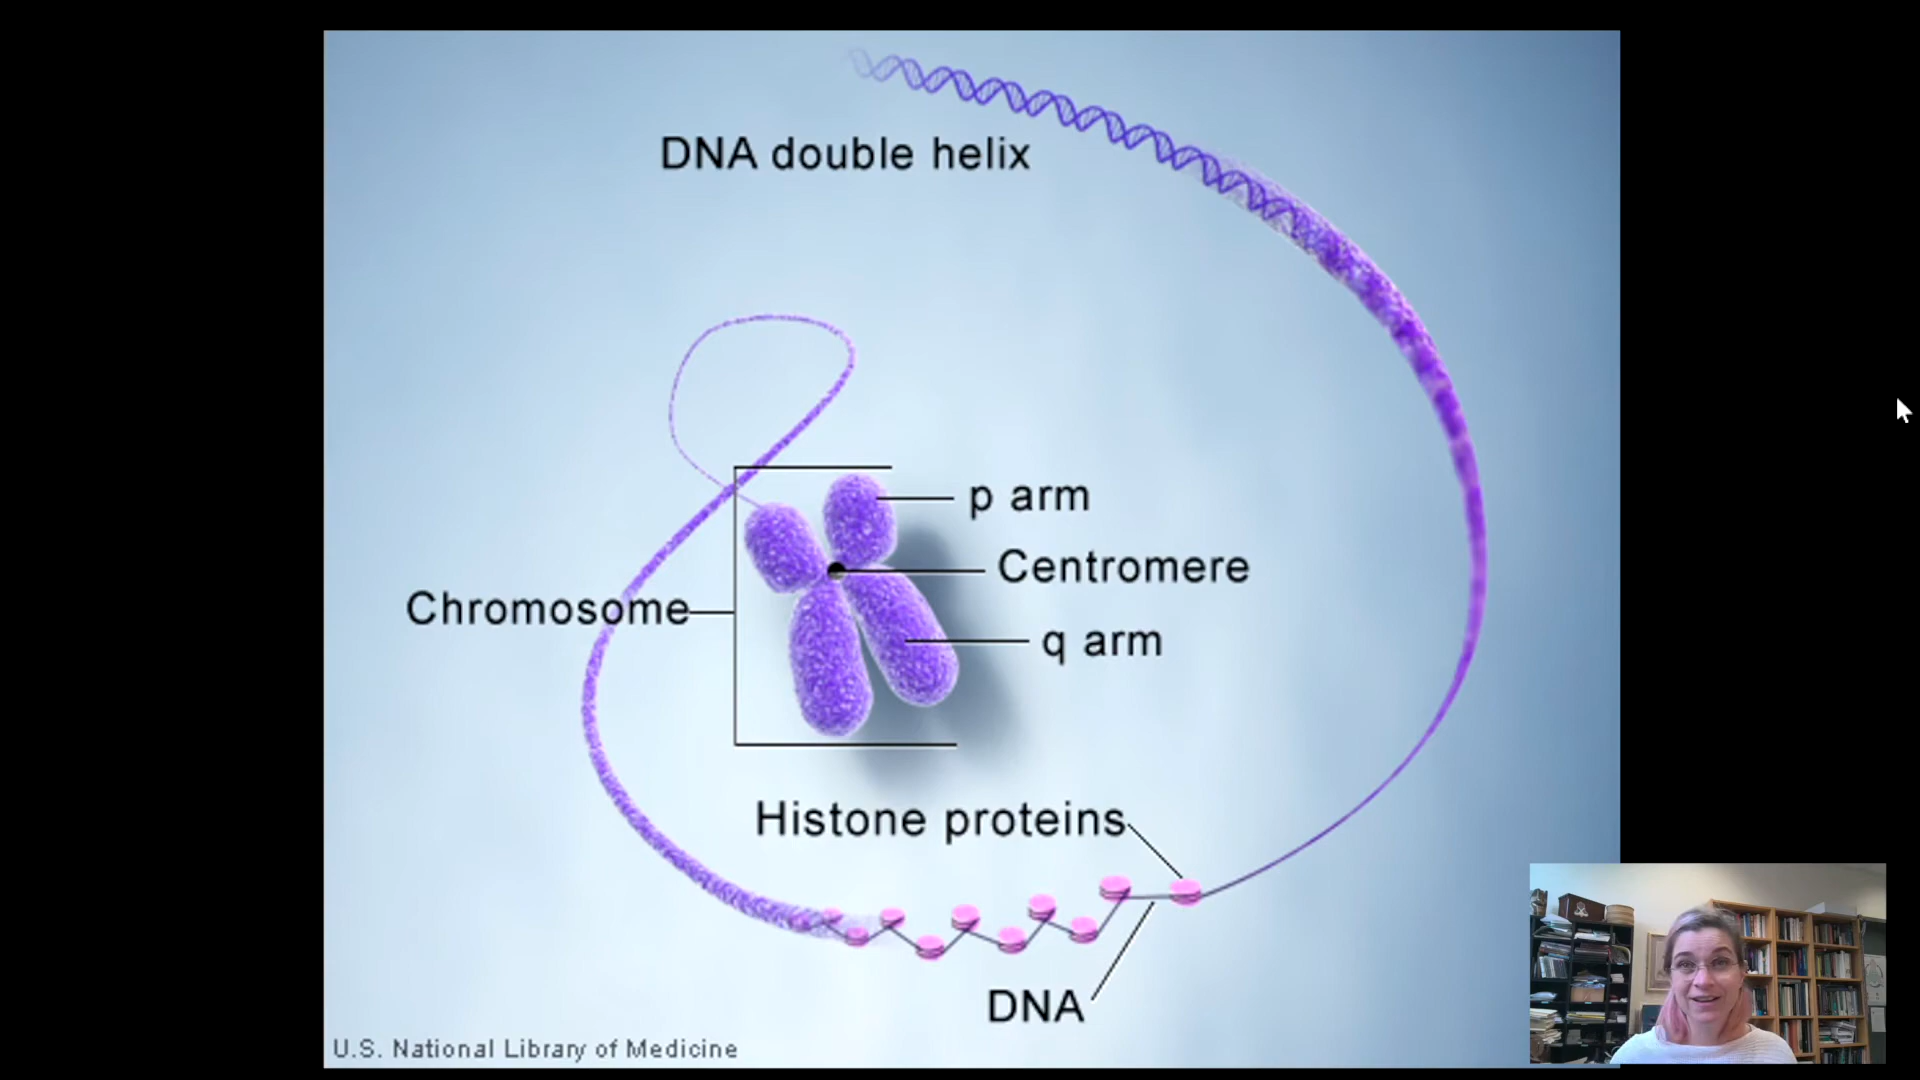 DNA double helix
p arm
Centromere
Chromosome
q arm
Histone proteins
DNA
U.S. National Library of Medicine